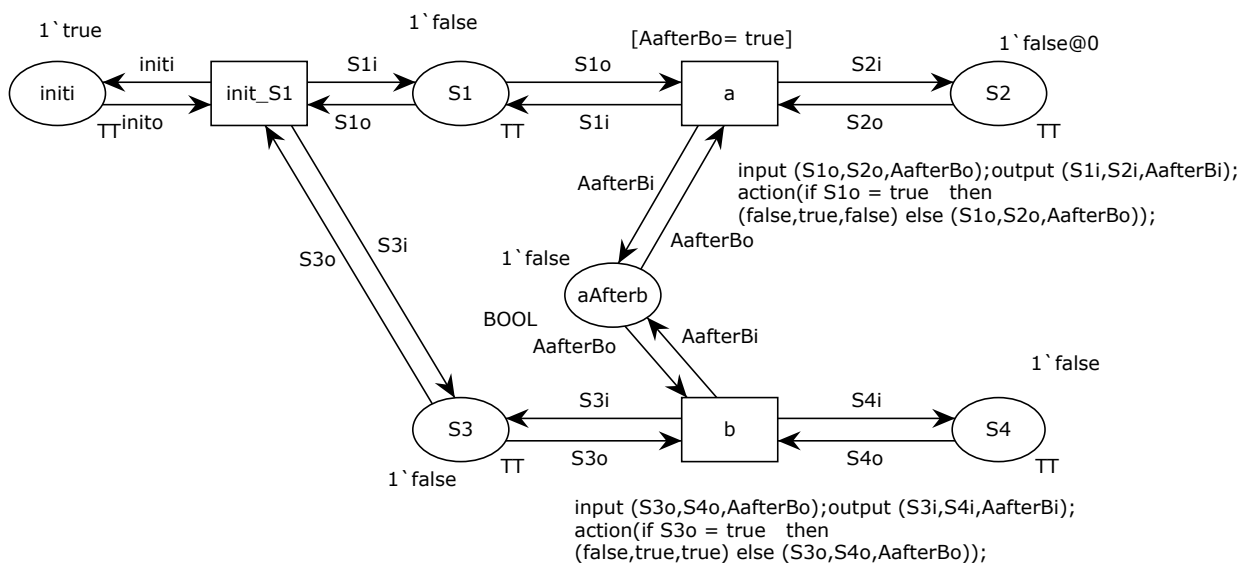 1`true
1`false
[AafterBo= true]
1`false@0
initi
S1i
S1o
S2i
initi
init_S1
S1
a
S2
TT
inito
S1o
TT
S1i
S2o
TT
AafterBi
input (S1o,S2o,AafterBo);output (S1i,S2i,AafterBi);
action(if S1o = true then
(false,true,false) else (S1o,S2o,AafterBo));
S3o
S3i
AafterBo
1`false
aAfterb
BOOL
AafterBo
AafterBi
1`false
S3i
S4i
S3
b
S4
1`false
TT
S3o
S4o
TT
input (S3o,S4o,AafterBo);output (S3i,S4i,AafterBi);
action(if S3o = true then
(false,true,true) else (S3o,S4o,AafterBo));